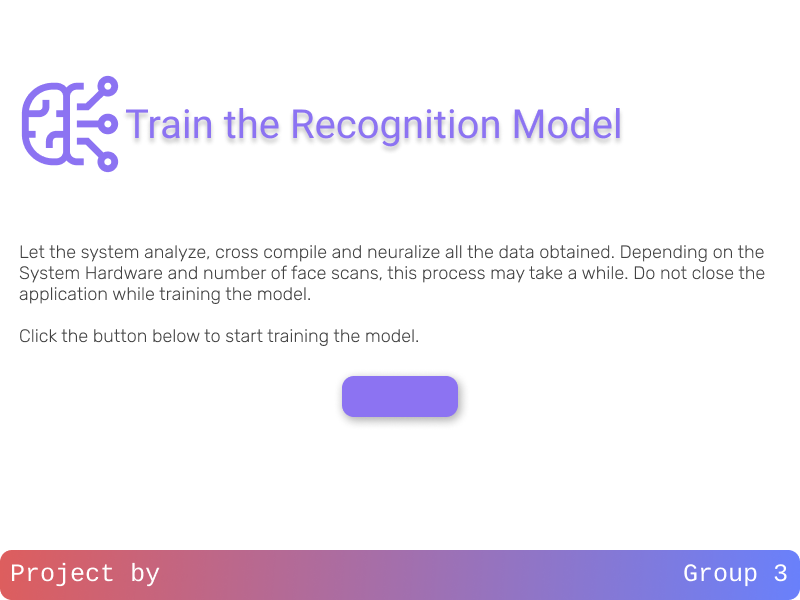 Train the Recognition Model
Let the system analyze, cross compile and neuralize all the data obtained. Depending on the
System Hardware and number of face scans, this process may take a while. Do not close the
application while training the model.
Click the button below to start training the model.
Project by
Group 3